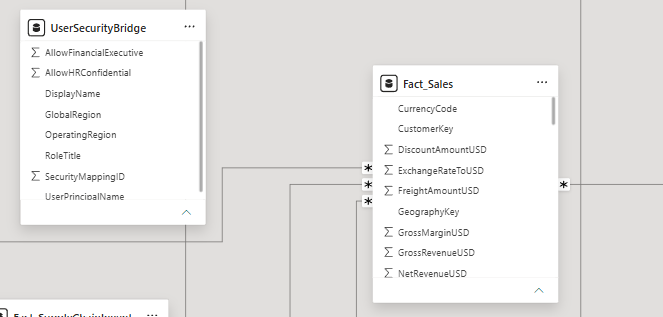 UserSecurityBridge
AllowFinancialExecutive
AllowHRConfidential
DisplayName
GlobalRegion
OperatingRegion
RoleTitle
SecurityMappingID
UserPrincipalName
Fact_Sales
CurrencyCode
CustomerKey
DiscountAmountUSD
ExchangeRateToUSD
FreightAmountUSD
GeographyKey
GrossMarginUSD
GrossRevenueUSD
NetRevenueUSD